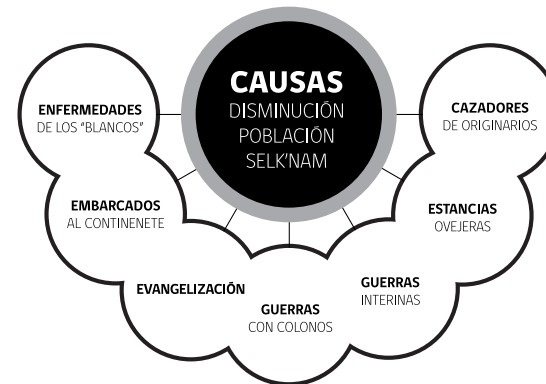 CAUSAS
DISMINUCIÓN
POBLACIÓN
SELK'NAM
ENFERMEDADES
DE LOS "BLANCOS"
EMBARCADOS
AL CONTINENETE
EVANGELIZACIÓN
GUERRAS
CON COLONOS
GUERRAS
INTERINAS
ESTANCIAS
OVEJERAS
CAZADORES
DE ORIGINARIOS